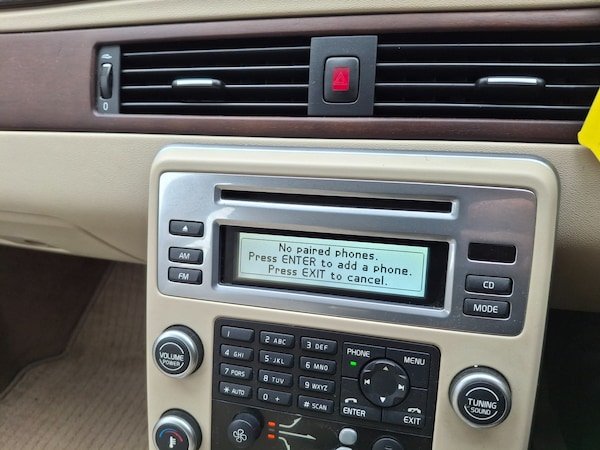 0
No paired phones.
Press ENTER to add a phone.
Press EXIT to cancel.
AM
FM
CD
MODE
VOLUME
POWER
1
2 ABC
3 DEF
4 GHI
5 JKL
6 MNO
7 PQRS
8 TUV
9 WXYZ
* AUTO
0 +
# SCAN
PHONE
MENU
ENTER
EXIT
TUNING
SOUND